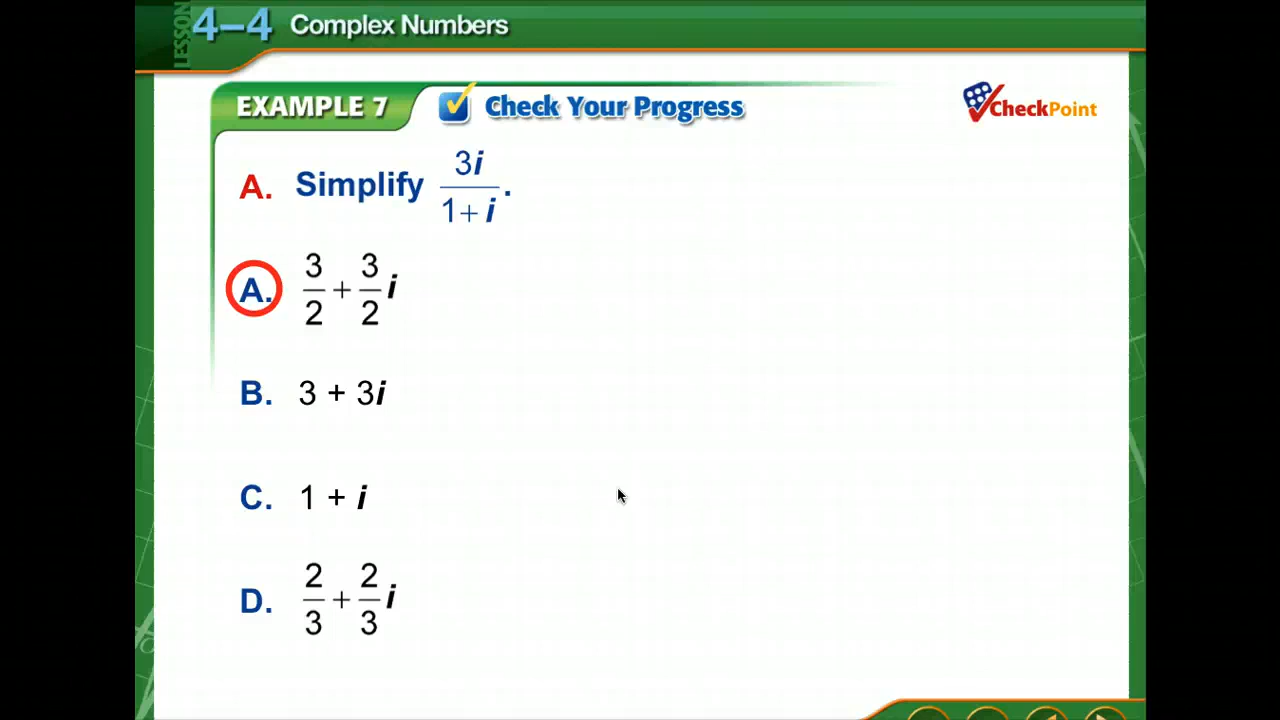 LESSON
4–4 Complex Numbers
EXAMPLE 7 Check Your Progress CheckPoint
A. Simplify 3i/(1+ i).
A. 3/2 + 3/2 i
B. 3 + 3i
C. 1 + i
D. 2/3 + 2/3 i